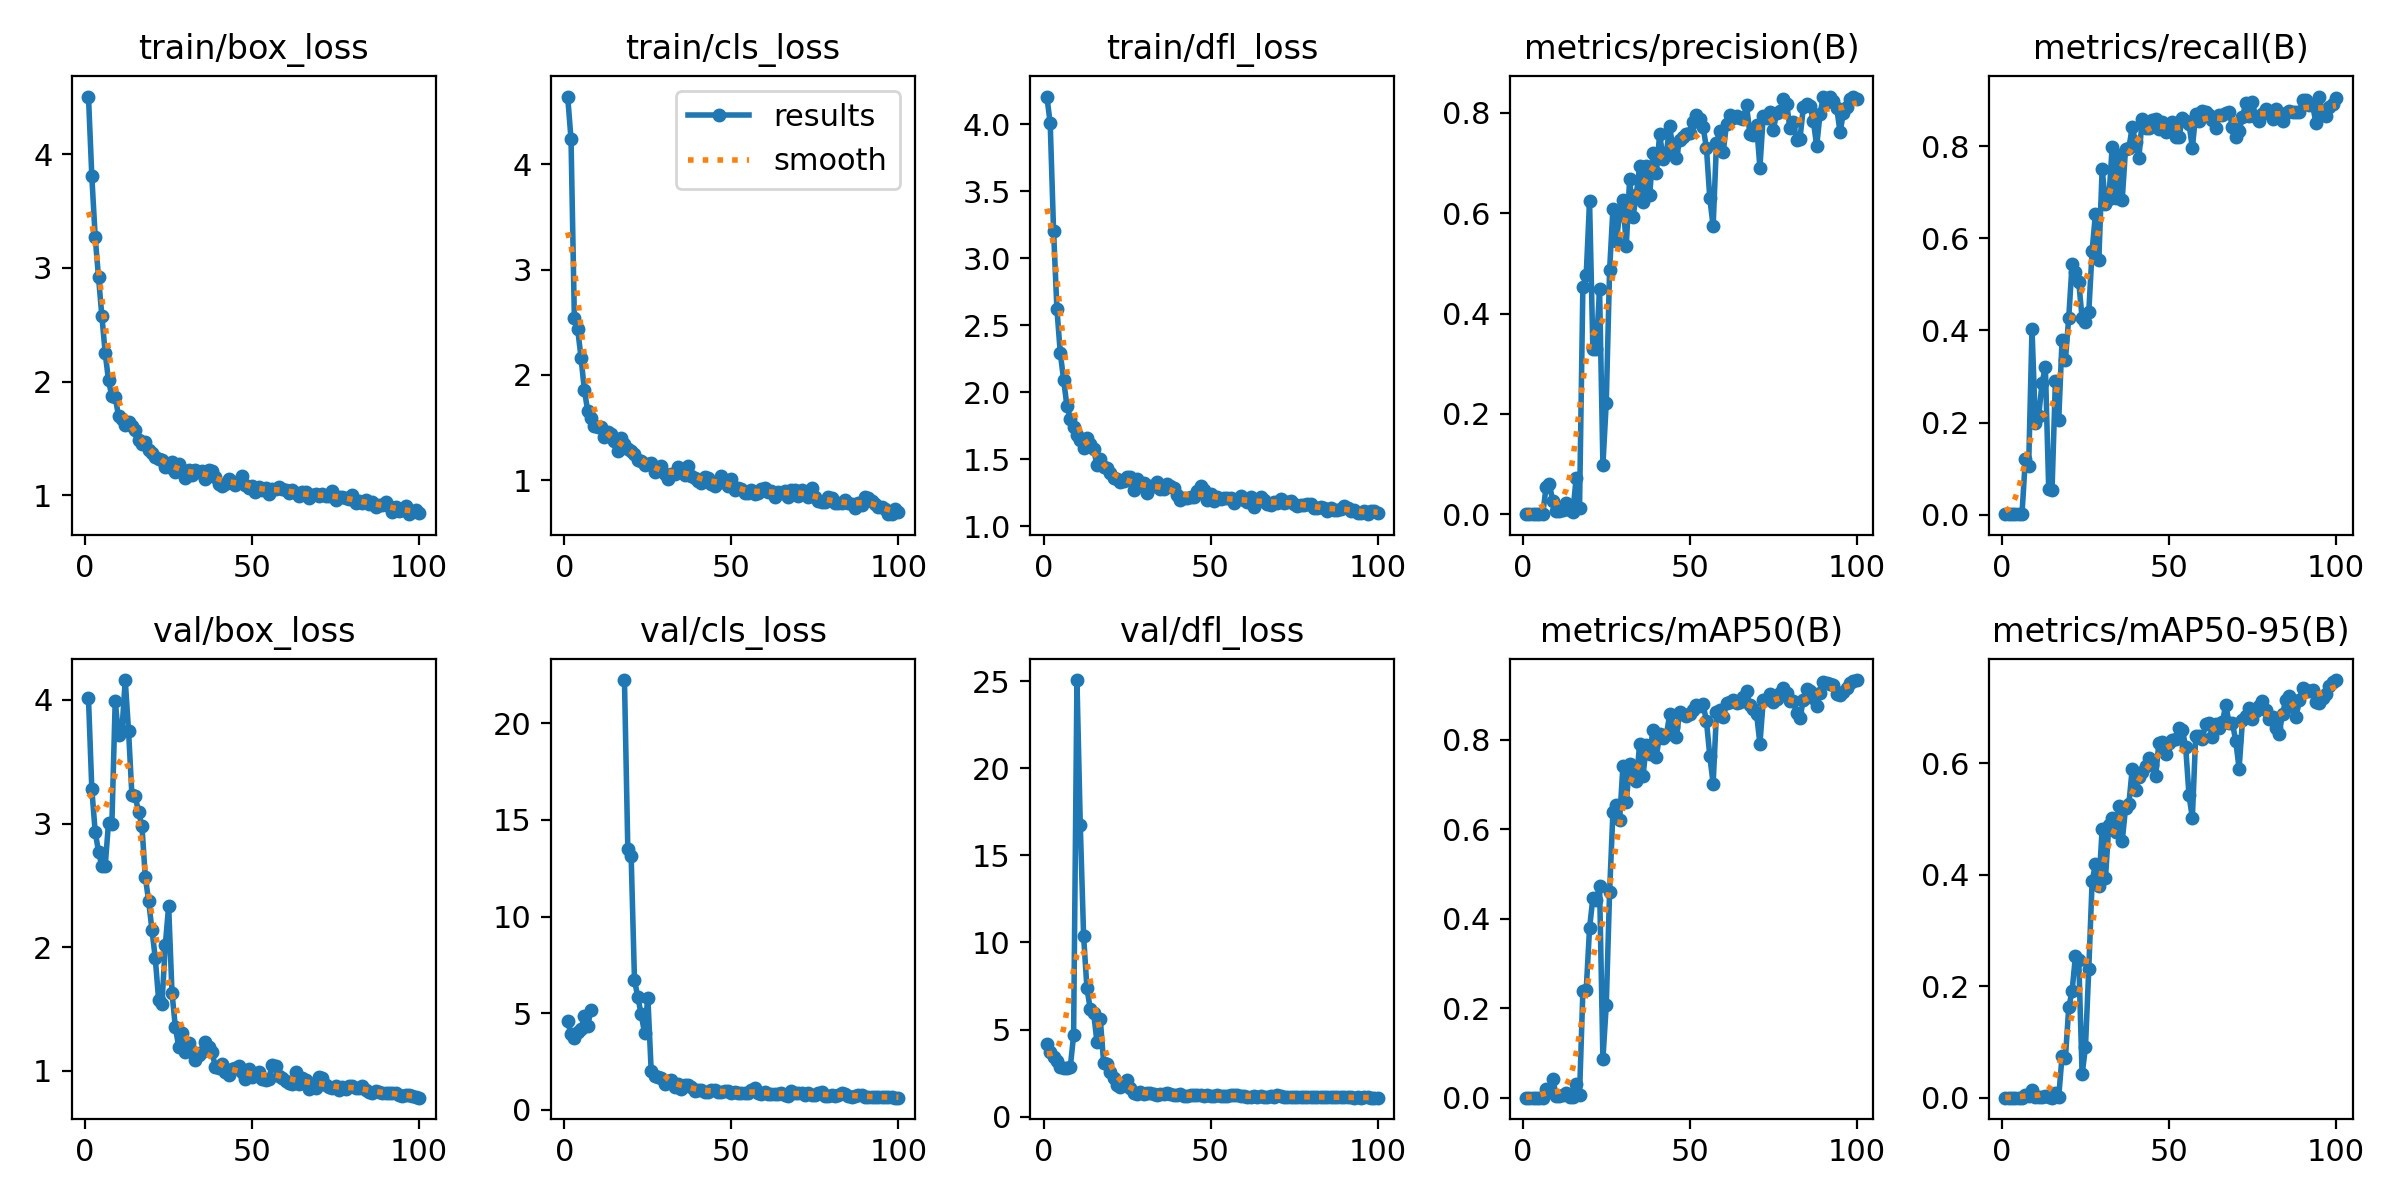 train/box_loss
4
3
2
1
0 50 100
train/cls_loss
results
smooth
4
3
2
1
0 50 100
train/dfl_loss
4.0
3.5
3.0
2.5
2.0
1.5
1.0
0 50 100
metrics/precision(B)
0.8
0.6
0.4
0.2
0.0
0 50 100
metrics/recall(B)
0.8
0.6
0.4
0.2
0.0
0 50 100
val/box_loss
4
3
2
1
0 50 100
val/cls_loss
20
15
10
5
0
0 50 100
val/dfl_loss
25
20
15
10
5
0
0 50 100
metrics/mAP50(B)
0.8
0.6
0.4
0.2
0.0
0 50 100
metrics/mAP50-95(B)
0.6
0.4
0.2
0.0
0 50 100